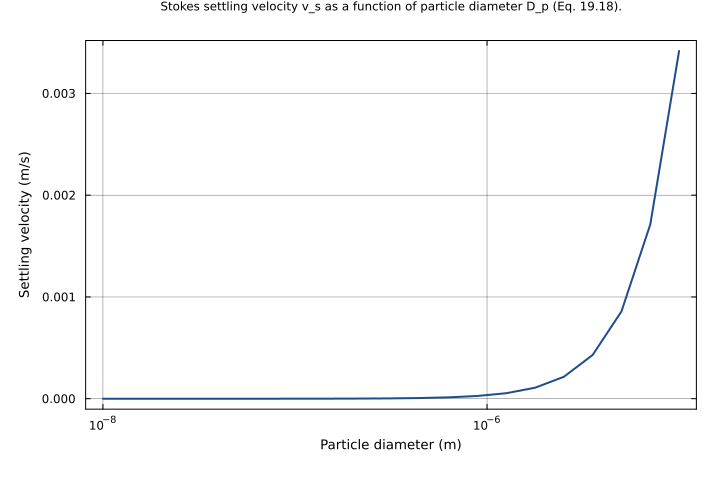 Stokes settling velocity v_s as a function of particle diameter D_p (Eq. 19.18).
Settling velocity (m/s)
0.003
0.002
0.001
0.000
10⁻⁸
10⁻⁶
Particle diameter (m)